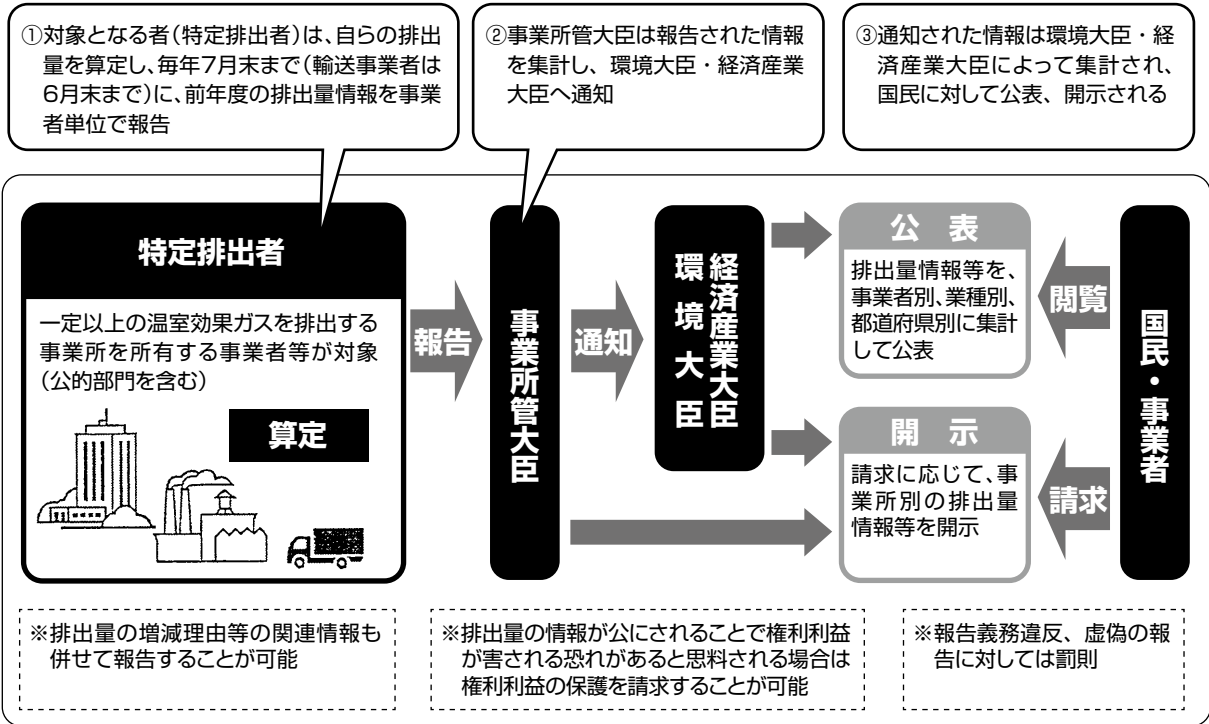 ①対象となる者(特定排出者)は、自らの排出
量を算定し、毎年7月末まで(輸送事業者は
6月末まで)に、前年度の排出量情報を事業
者単位で報告
②事業所管大臣は報告された情報
を集計し、環境大臣・経済産業
大臣へ通知
③通知された情報は環境大臣・経
済産業大臣によって集計され、
国民に対して公表、開示される
特定排出者
一定以上の温室効果ガスを排出する
事業所を所有する事業者等が対象
(公的部門を含む)
算定
報告
事業所管大臣
通知
経済産業大臣
環境大臣
公表
排出量情報等を、
事業者別、業種別、
都道府県別に集計
して公表
開示
請求に応じて、事
業所別の排出量
情報等を開示
閲覧
請求
国民・事業者
※排出量の増減理由等の関連情報も
併せて報告することが可能
※排出量の情報が公にされることで権利利益
が害される恐れがあると思料される場合は
権利利益の保護を請求することが可能
※報告義務違反、虚偽の報
告に対しては罰則